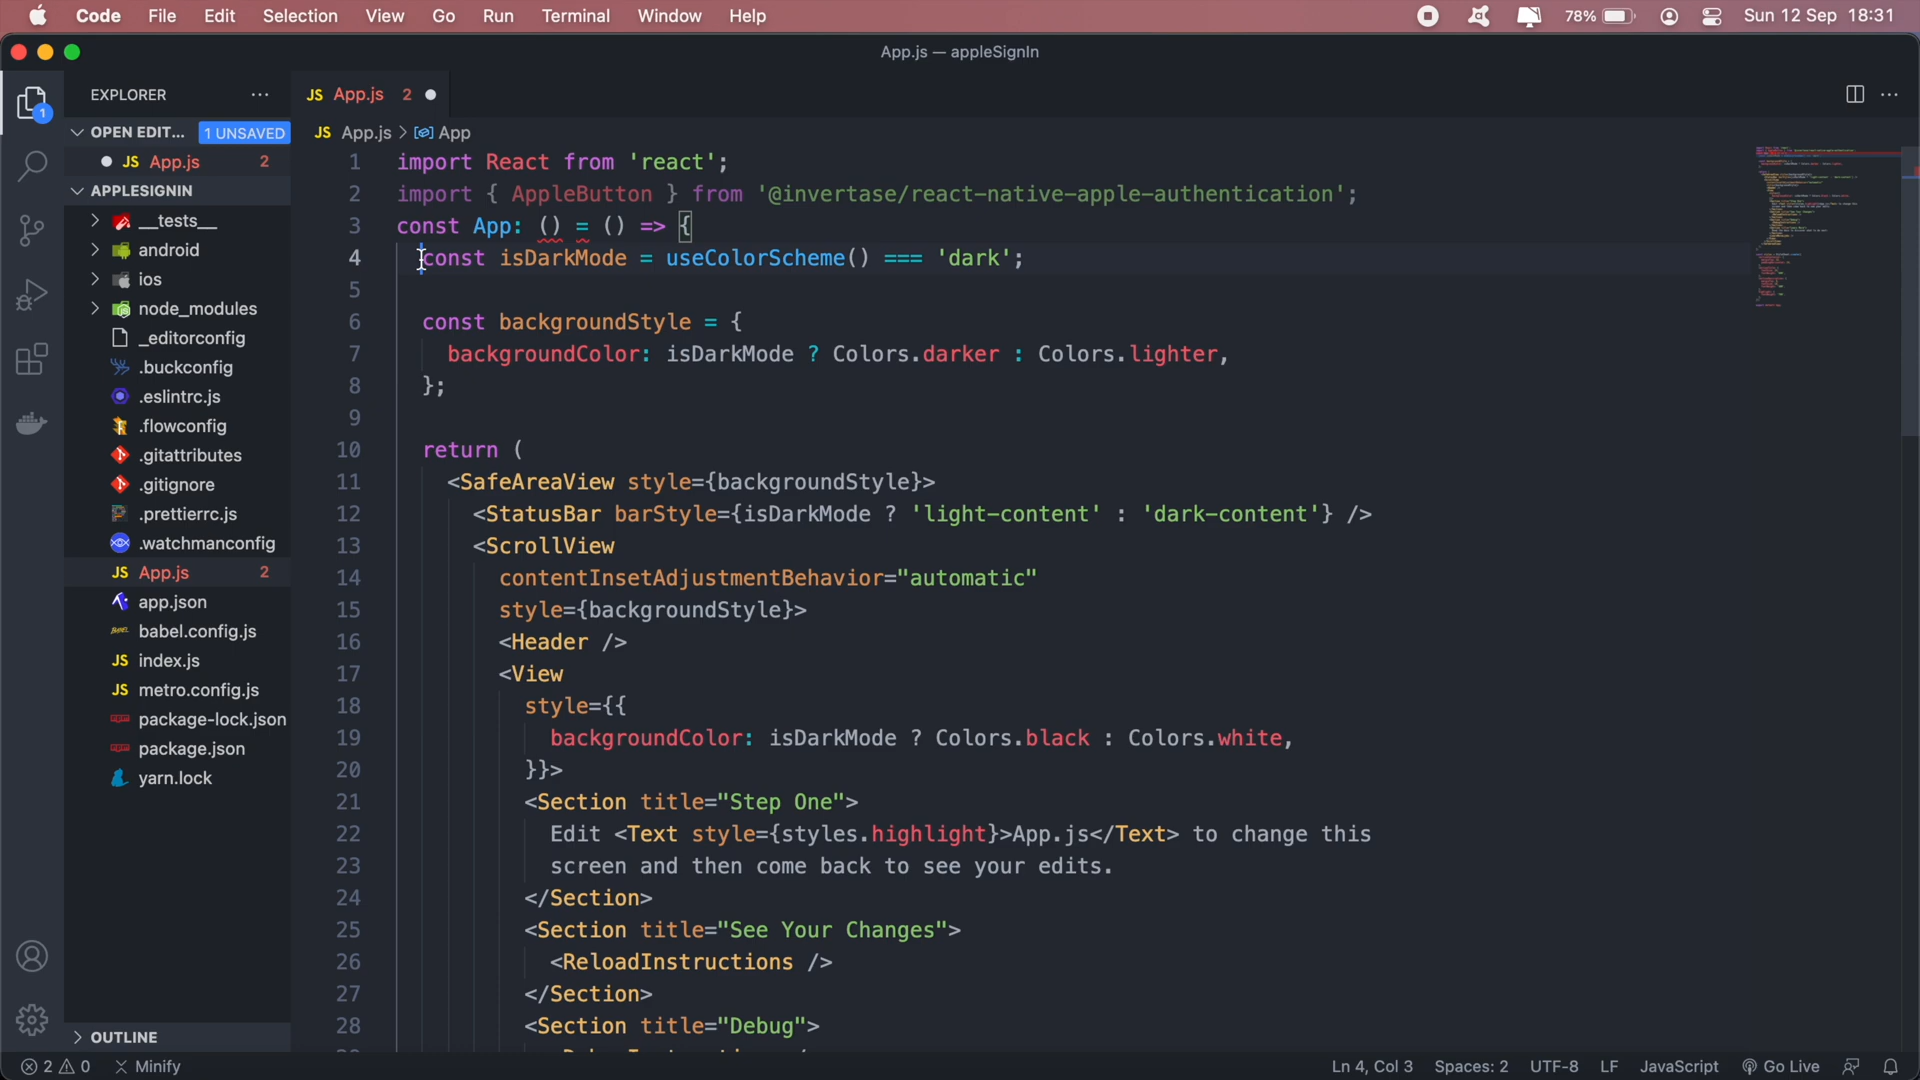 Code File Edit Selection View Go Run Terminal Window Help 78% Sun 12 Sep 18:31
App.js — appleSignIn
EXPLORER
JS App.js 2
OPEN EDIT... 1 UNSAVED
JS App.js > App
JS App.js 2
APPLESIGNIN
__tests__
android
ios
node_modules
_editorconfig
.buckconfig
.eslintrc.js
.flowconfig
.gitattributes
.gitignore
.prettierrc.js
.watchmanconfig
JS App.js 2
app.json
babel.config.js
JS index.js
JS metro.config.js
package-lock.json
package.json
yarn.lock
OUTLINE
1 import React from 'react';
2 import { AppleButton } from '@invertase/react-native-apple-authentication';
3 const App: () = () => {
4 const isDarkMode = useColorScheme() === 'dark';
5
6 const backgroundStyle = {
7 backgroundColor: isDarkMode ? Colors.darker : Colors.lighter,
8 };
9
10 return (
11 <SafeAreaView style={backgroundStyle}>
12 <StatusBar barStyle={isDarkMode ? 'light-content' : 'dark-content'} />
13 <ScrollView
14 contentInsetAdjustmentBehavior="automatic"
15 style={backgroundStyle}>
16 <Header />
17 <View
18 style={{
19 backgroundColor: isDarkMode ? Colors.black : Colors.white,
20 }}>
21 <Section title="Step One">
22 Edit <Text style={styles.highlight}>App.js</Text> to change this
23 screen and then come back to see your edits.
24 </Section>
25 <Section title="See Your Changes">
26 <ReloadInstructions />
27 </Section>
28 <Section title="Debug">
2 0 Minify Ln 4, Col 3 Spaces: 2 UTF-8 LF JavaScript Go Live